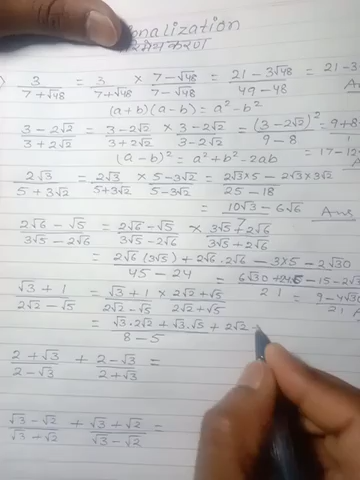 onalization
3/(7+√48) = 3/(7+√48) × (7-√48)/(7-√48) = (21-3√48)/(49-48) = 21-3
(a+b)(a-b) = a²-b²
(3-2√2)/(3+2√2) = (3-2√2)/(3+2√2) × (3-2√2)/(3-2√2) = (3-2√2)²/(9-8) = 9+8-
(a-b)² = a²+b²-2ab = 17-12
2√3/(5+3√2) = 2√3/(5+3√2) × (5-3√2)/(5-3√2) = (2√3×5-2√3×3√2)/(25-18)
= (10√3-6√6)/7 Ans
(2√6-√5)/(3√5-2√6) = (2√6-√5)/(3√5-2√6) × (3√5+2√6)/(3√5+2√6)
= (2√6(3√5)+2√6.2√6-3×5-2√30)/(45-24)
= (6√30 -15-2√3)/21 = (9-4√30)/21
(√3+1)/(2√2-√5) = (√3+1)/(2√2-√5) × (2√2+√5)/(2√2+√5)
= (√3.2√2+√3.√5+2√2+)/(8-5)
(2+√3)/(2-√3) + (2-√3)/(2+√3) =
(√3-√2)/(√3+√2) + (√3+√2)/(√3-√2) =